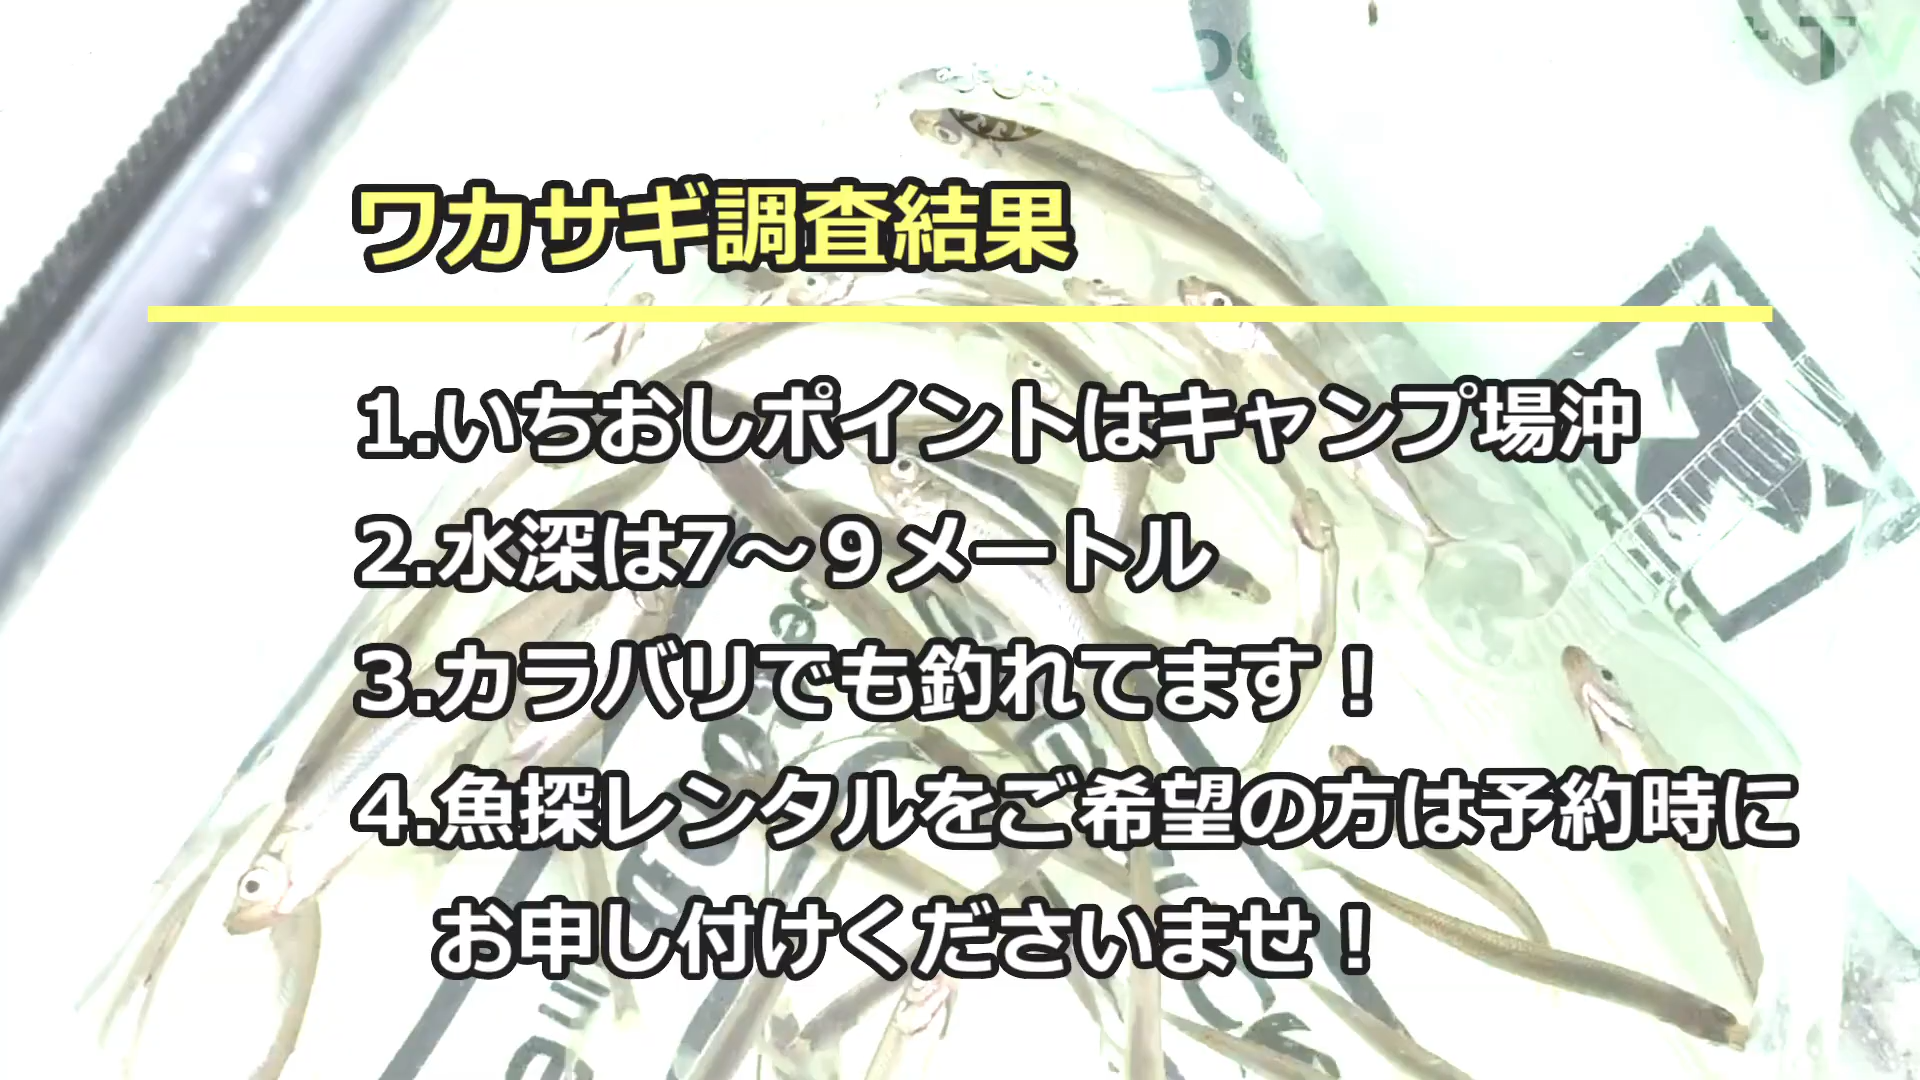 ワカサギ調査結果
1.いちおしポイントはキャンプ場沖
2.水深は7～９メートル
3.カラバリでも釣れてます！
4.魚探レンタルをご希望の方は予約時に
お申し付けくださいませ！